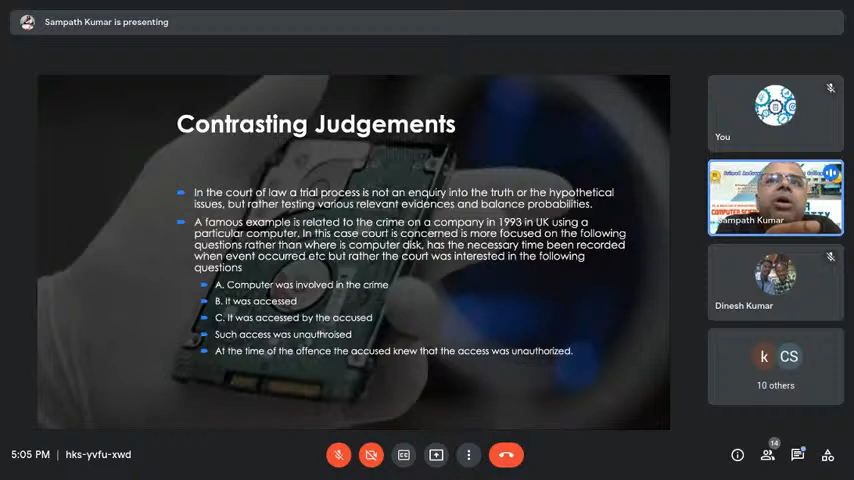 Sampath Kumar is presenting
Contrasting Judgements
In the court of law a trial process is not an enquiry into the truth or the hypothetical
issues, but rather testing various relevant evidences and balance probabilities.
A famous example is related to the crime on a company in 1993 in UK using a
particular computer. In this case court is concerned is more focused on the following
questions rather than where is computer disk, has the necessary time been recorded
when event occurred etc but rather the court was interested in the following
questions
A. Computer was involved in the crime
B. It was accessed
C. It was accessed by the accused
Such access was unauthroised
At the time of the offence the accused knew that the access was unauthorized.
You
Sampath Kumar
Dinesh Kumar
k CS
10 others
5:05 PM | hks-yvfu-xwd
14